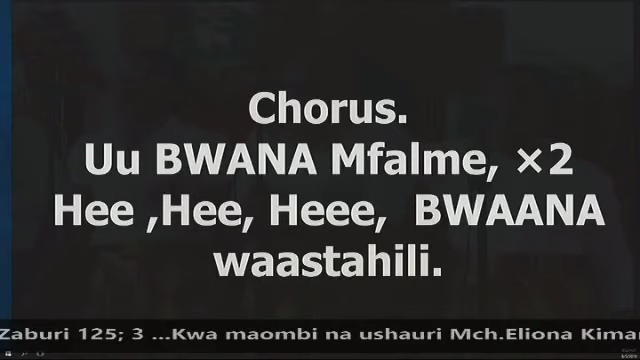 Chorus.
Uu BWANA Mfalme, ×2
Hee ,Hee, Heee, BWAANA
waastahili.
Zaburi 125; 3 ...Kwa maombi na ushauri Mch.Eliona Kimar